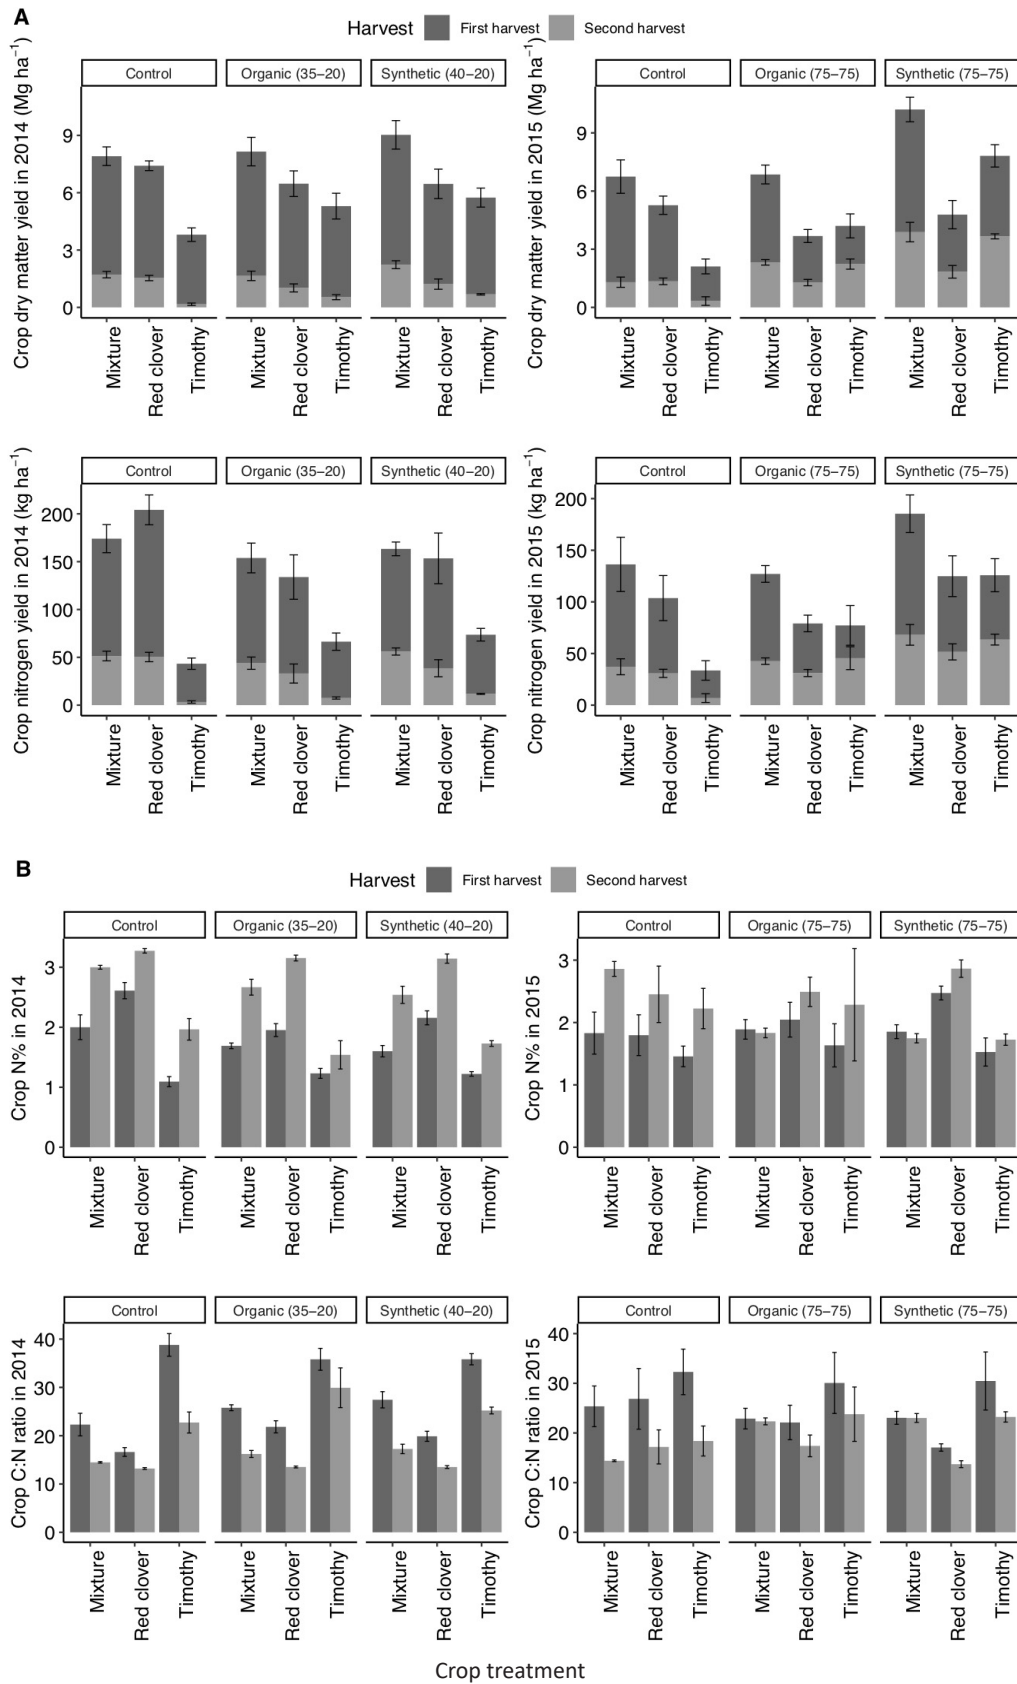 A
Harvest First harvest Second harvest
Crop dry matter yield in 2014 (Mg ha⁻¹)
Control Organic (35–20) Synthetic (40–20)
9
6
3
0
Mixture Red clover Timothy Mixture Red clover Timothy Mixture Red clover Timothy
Crop dry matter yield in 2015 (Mg ha⁻¹)
Control Organic (75–75) Synthetic (75–75)
9
6
3
0
Mixture Red clover Timothy Mixture Red clover Timothy Mixture Red clover Timothy
Crop nitrogen yield in 2014 (kg ha⁻¹)
Control Organic (35–20) Synthetic (40–20)
200
150
100
50
0
Mixture Red clover Timothy Mixture Red clover Timothy Mixture Red clover Timothy
Crop nitrogen yield in 2015 (kg ha⁻¹)
Control Organic (75–75) Synthetic (75–75)
200
150
100
50
0
Mixture Red clover Timothy Mixture Red clover Timothy Mixture Red clover Timothy
B
Harvest First harvest Second harvest
Crop N% in 2014
Control Organic (35–20) Synthetic (40–20)
3
2
1
0
Mixture Red clover Timothy Mixture Red clover Timothy Mixture Red clover Timothy
Crop N% in 2015
Control Organic (75–75) Synthetic (75–75)
3
2
1
0
Mixture Red clover Timothy Mixture Red clover Timothy Mixture Red clover Timothy
Crop C:N ratio in 2014
Control Organic (35–20) Synthetic (40–20)
40
30
20
10
0
Mixture Red clover Timothy Mixture Red clover Timothy Mixture Red clover Timothy
Crop C:N ratio in 2015
Control Organic (75–75) Synthetic (75–75)
40
30
20
10
0
Mixture Red clover Timothy Mixture Red clover Timothy Mixture Red clover Timothy
Crop treatment